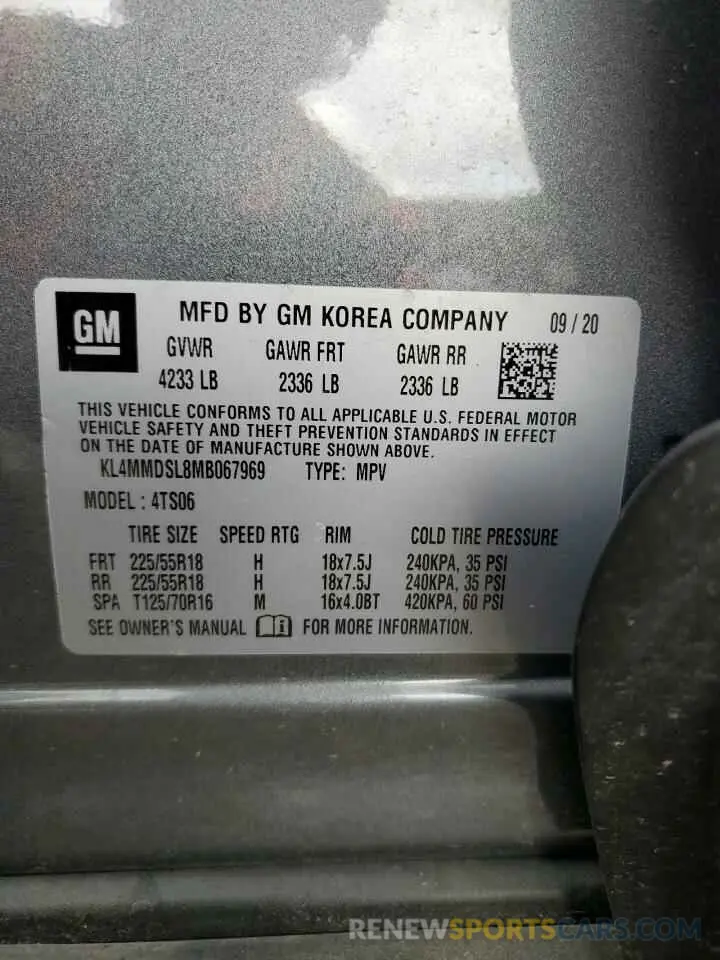 GM
MFD BY GM KOREA COMPANY 09/20
GVWR GAWR FRT GAWR RR
4233 LB 2336 LB 2336 LB
THIS VEHICLE CONFORMS TO ALL APPLICABLE U.S. FEDERAL MOTOR
VEHICLE SAFETY AND THEFT PREVENTION STANDARDS IN EFFECT
ON THE DATE OF MANUFACTURE SHOWN ABOVE.
KL4MMDSL8MB067969 TYPE: MPV
MODEL : 4TS06
TIRE SIZE SPEED RTG RIM COLD TIRE PRESSURE
FRT 225/55R18 H 18x7.5J 240KPA, 35 PSI
RR 225/55R18 H 18x7.5J 240KPA, 35 PSI
SPA T125/70R16 M 16x4.0BT 420KPA, 60 PSI
SEE OWNER'S MANUAL i FOR MORE INFORMATION.
RENEWSPORTSCARS.COM